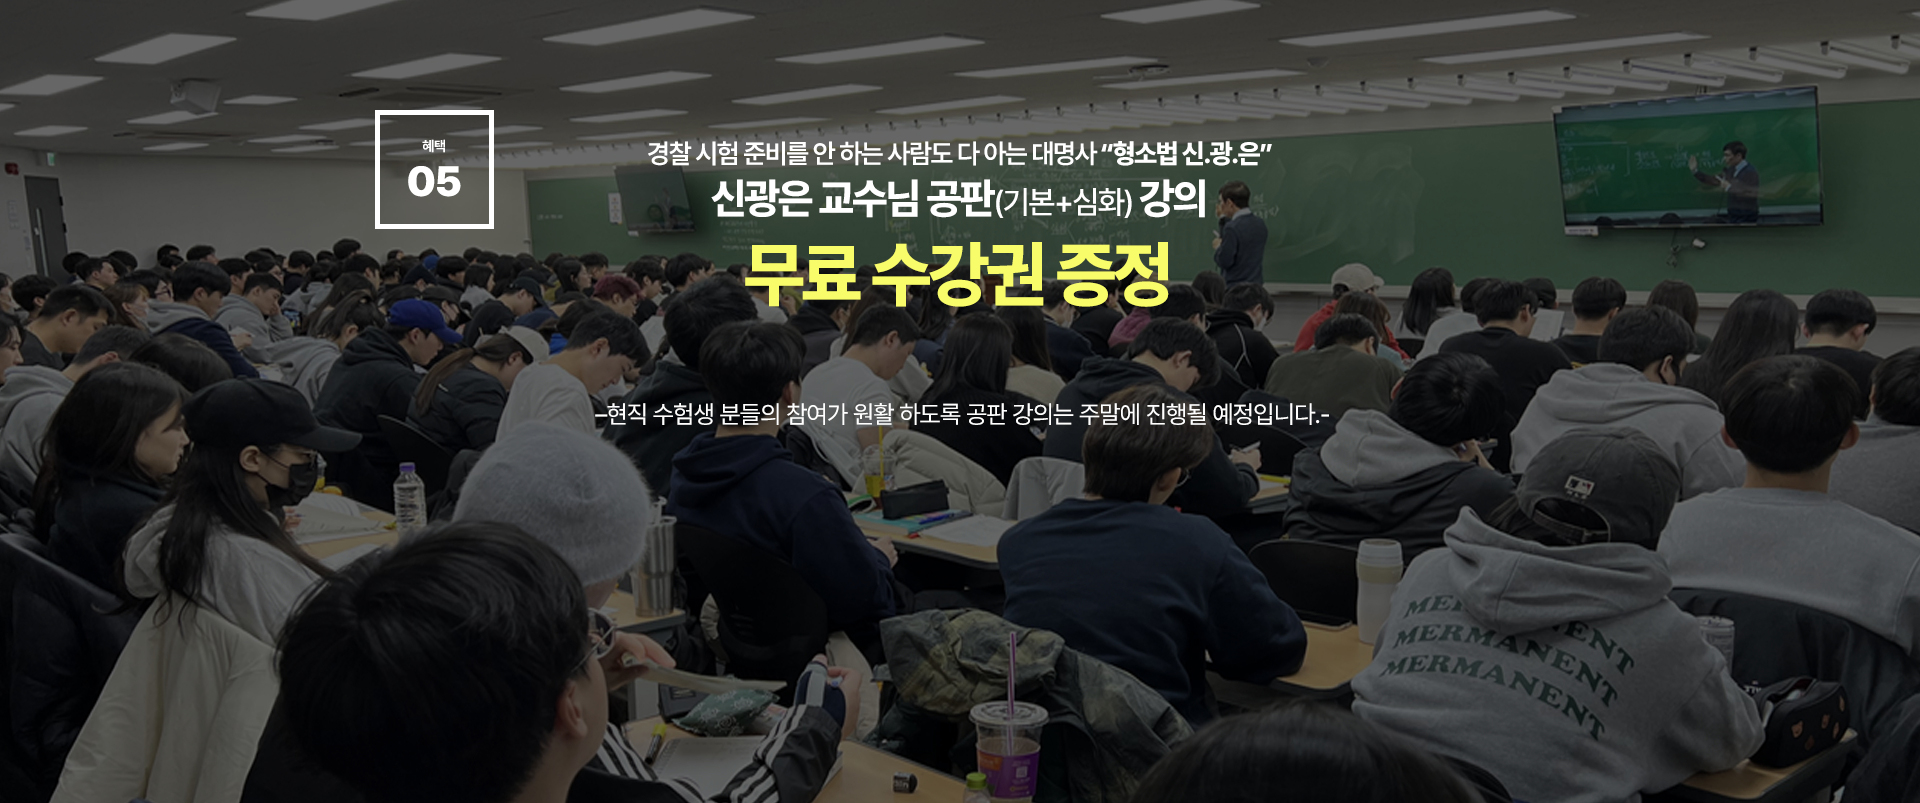 혜택
05
경찰 시험 준비를 안 하는 사람도 다 아는 대명사 "형소법 신.광.은"
신광은 교수님 공판(기본+심화) 강의
무료 수강권 증정
–현직 수험생 분들의 참여가 원활 하도록 공판 강의는 주말에 진행될 예정입니다.-
MERMANENT
MERMANENT
MERMANENT